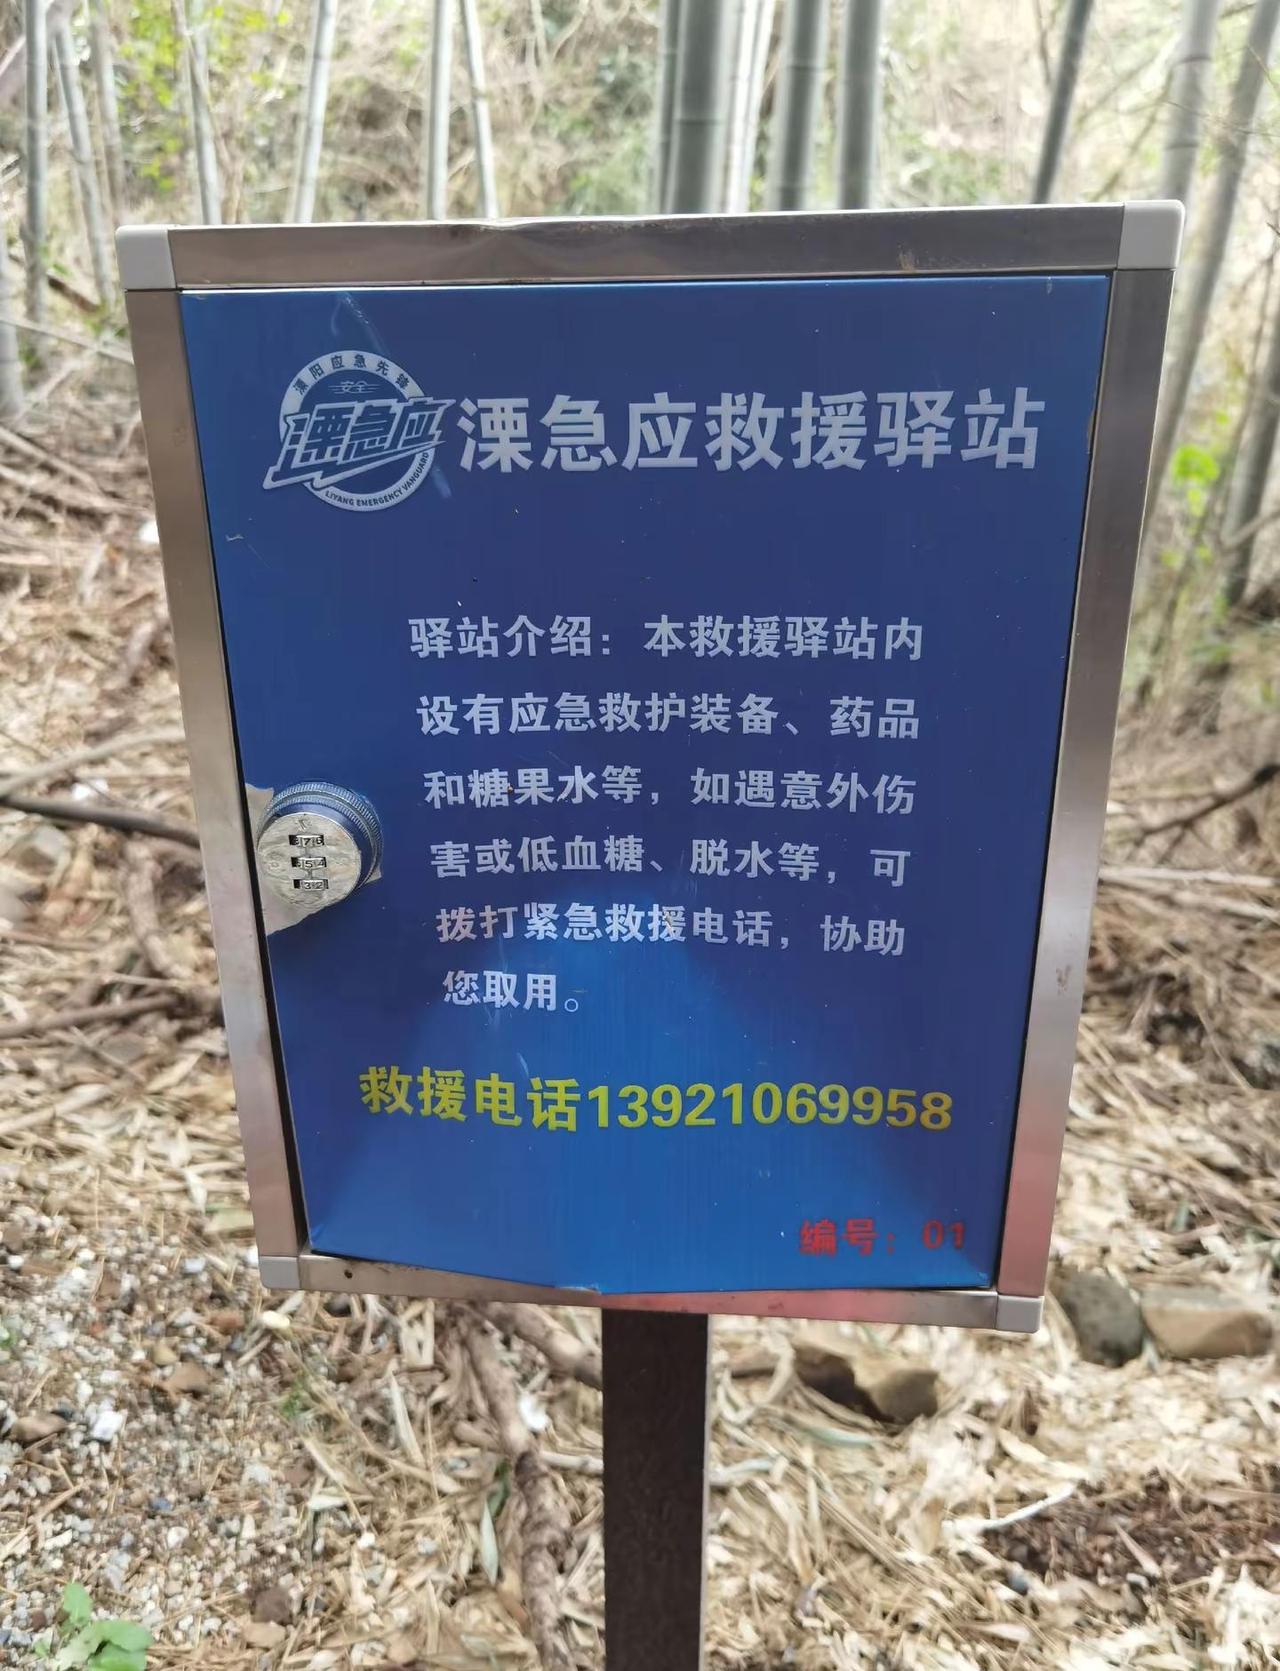 溧阳应急先锋
安全
溧急应
LIYANG EMERGENCY VANGUARD
溧急应救援驿站
驿站介绍：本救援驿站内
设有应急救护装备、药品
和糖果水等，如遇意外伤
害或低血糖、脱水等，可
拨打紧急救援电话，协助
您取用。
救援电话13921069958
编号：01